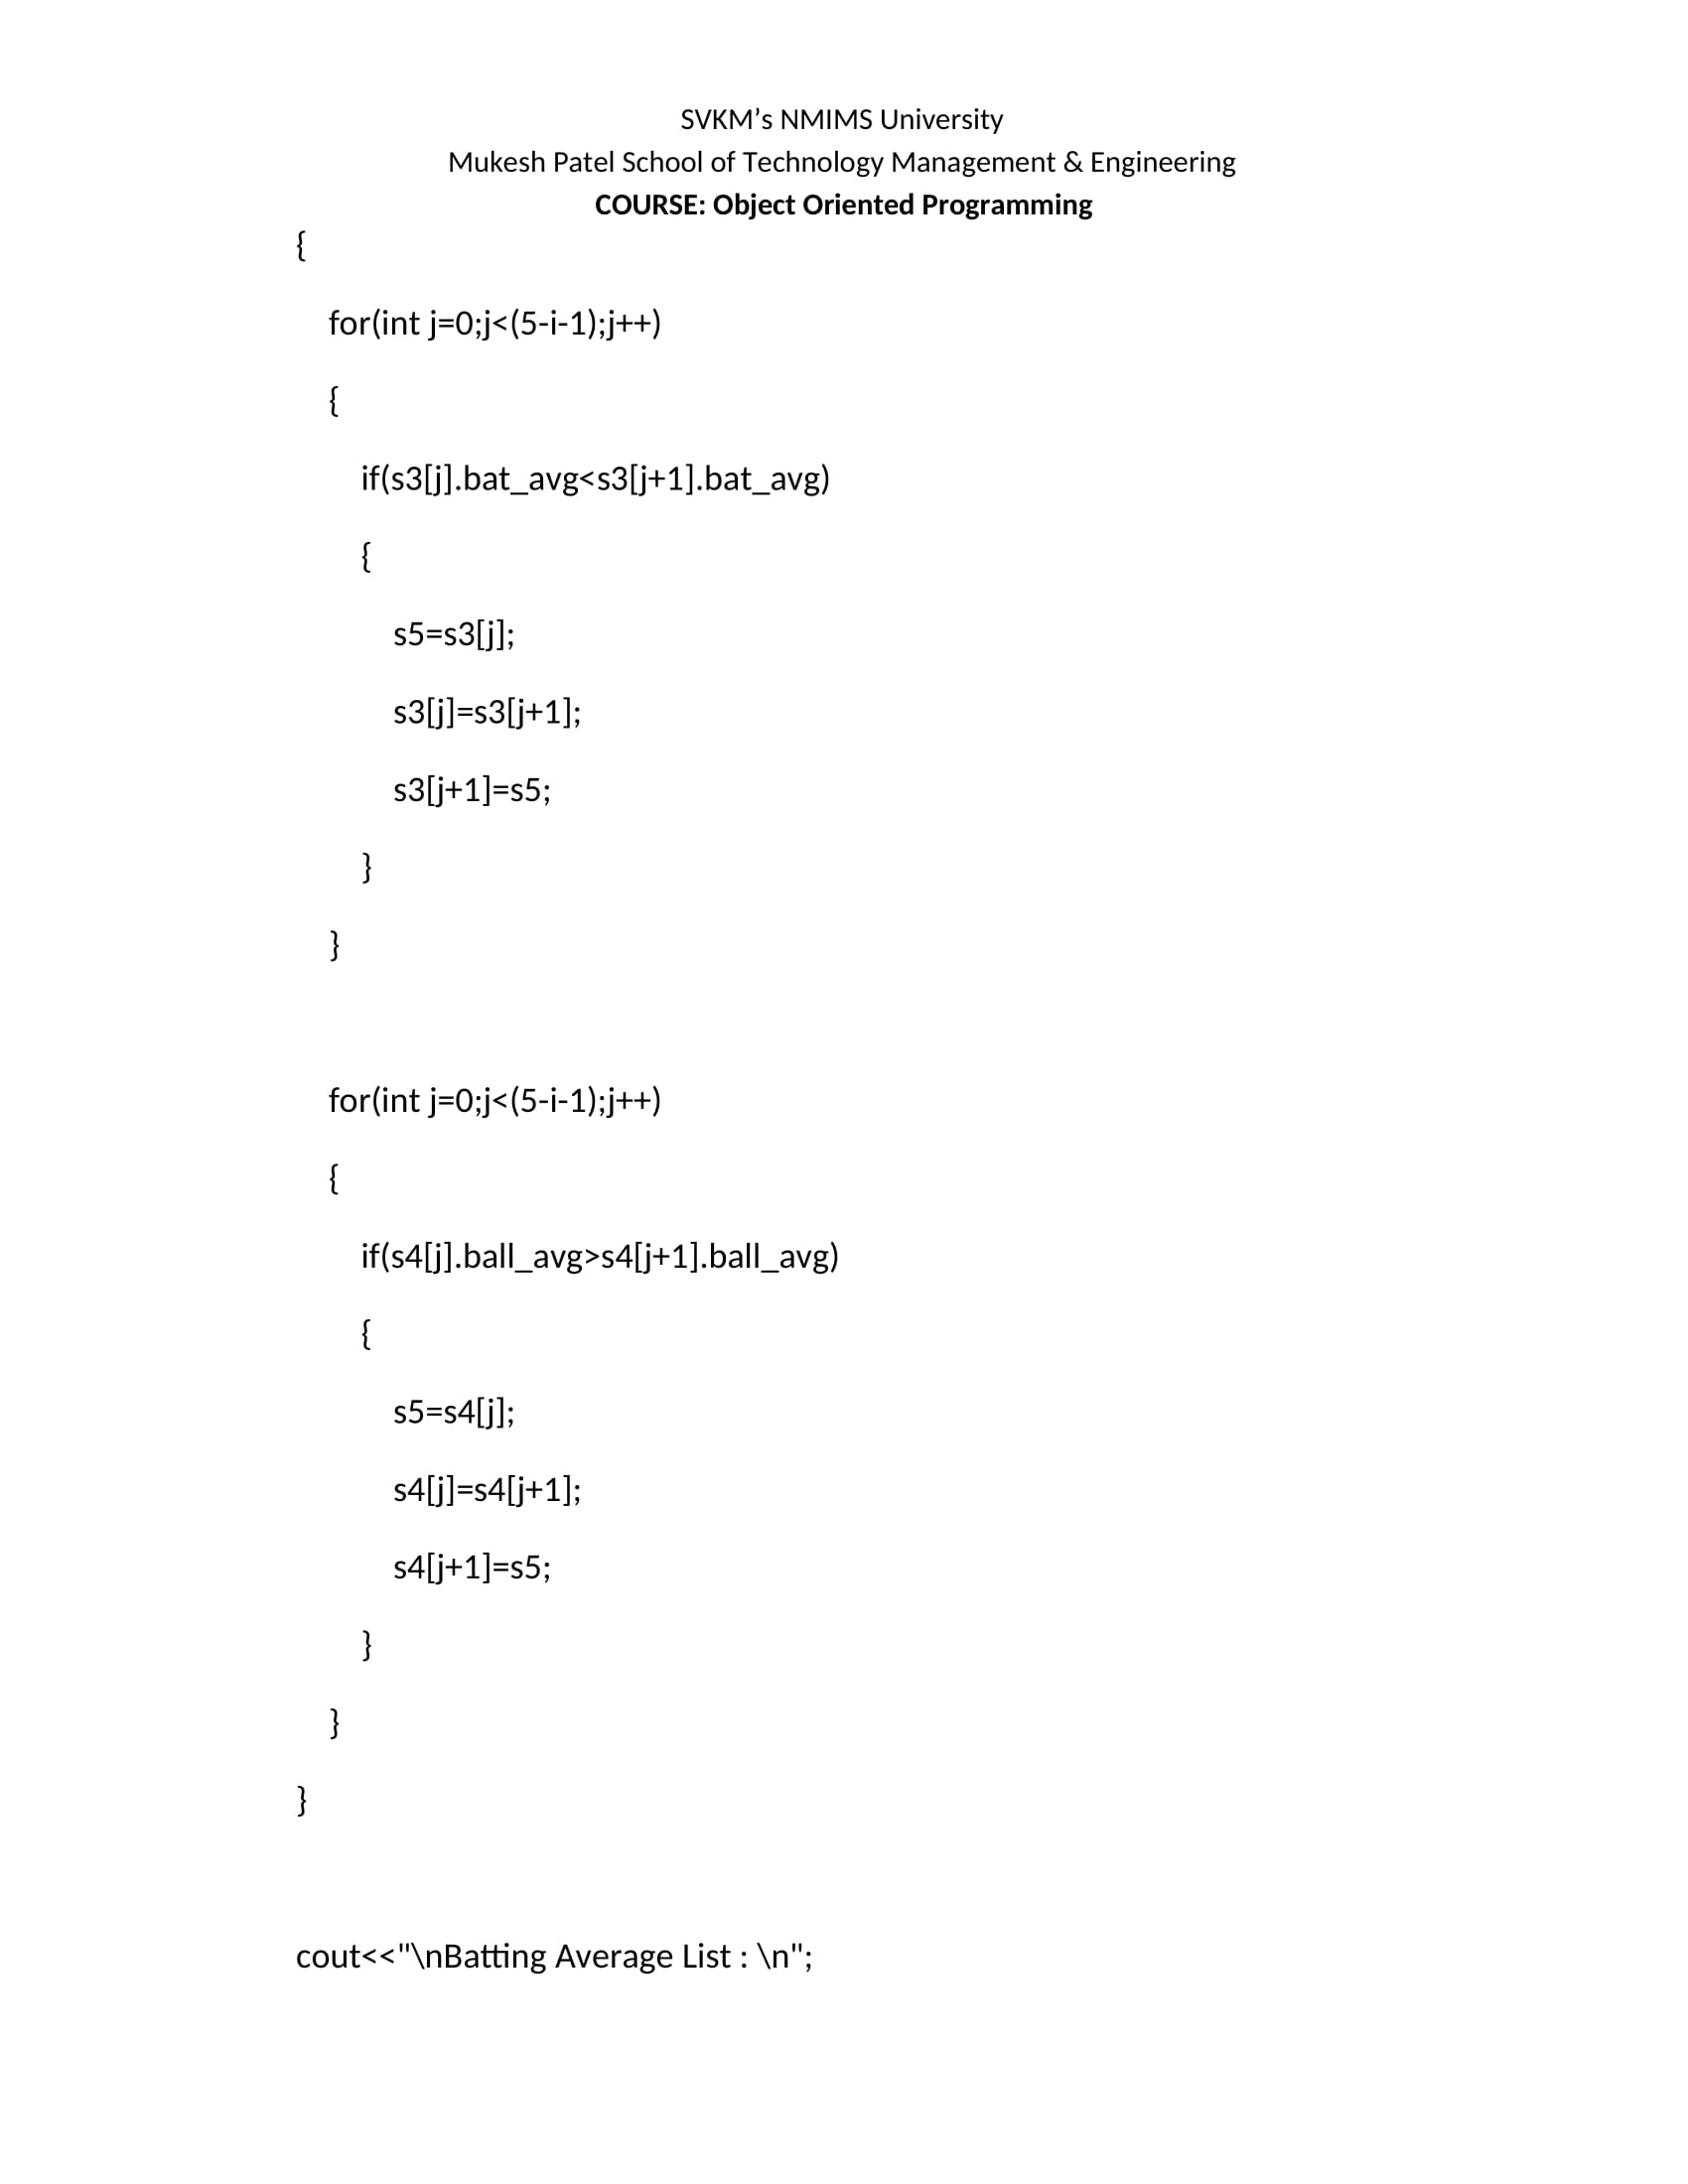 SVKM’s NMIMS University
Mukesh Patel School of Technology Management & Engineering
COURSE: Object Oriented Programming
{
for(int j=0;j<(5-i-1);j++)
{
if(s3[j].bat_avg<s3[j+1].bat_avg)
{
s5=s3[j];
s3[j]=s3[j+1];
s3[j+1]=s5;
}
}
for(int j=0;j<(5-i-1);j++)
{
if(s4[j].ball_avg>s4[j+1].ball_avg)
{
s5=s4[j];
s4[j]=s4[j+1];
s4[j+1]=s5;
}
}
}
cout<<"\nBatting Average List : \n";